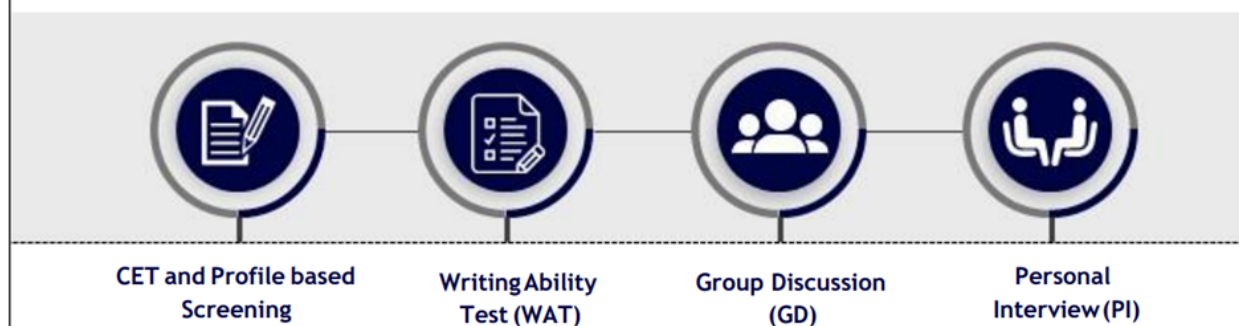 CET and Profile based
Screening
Writing Ability
Test (WAT)
Group Discussion
(GD)
Personal
Interview (PI)